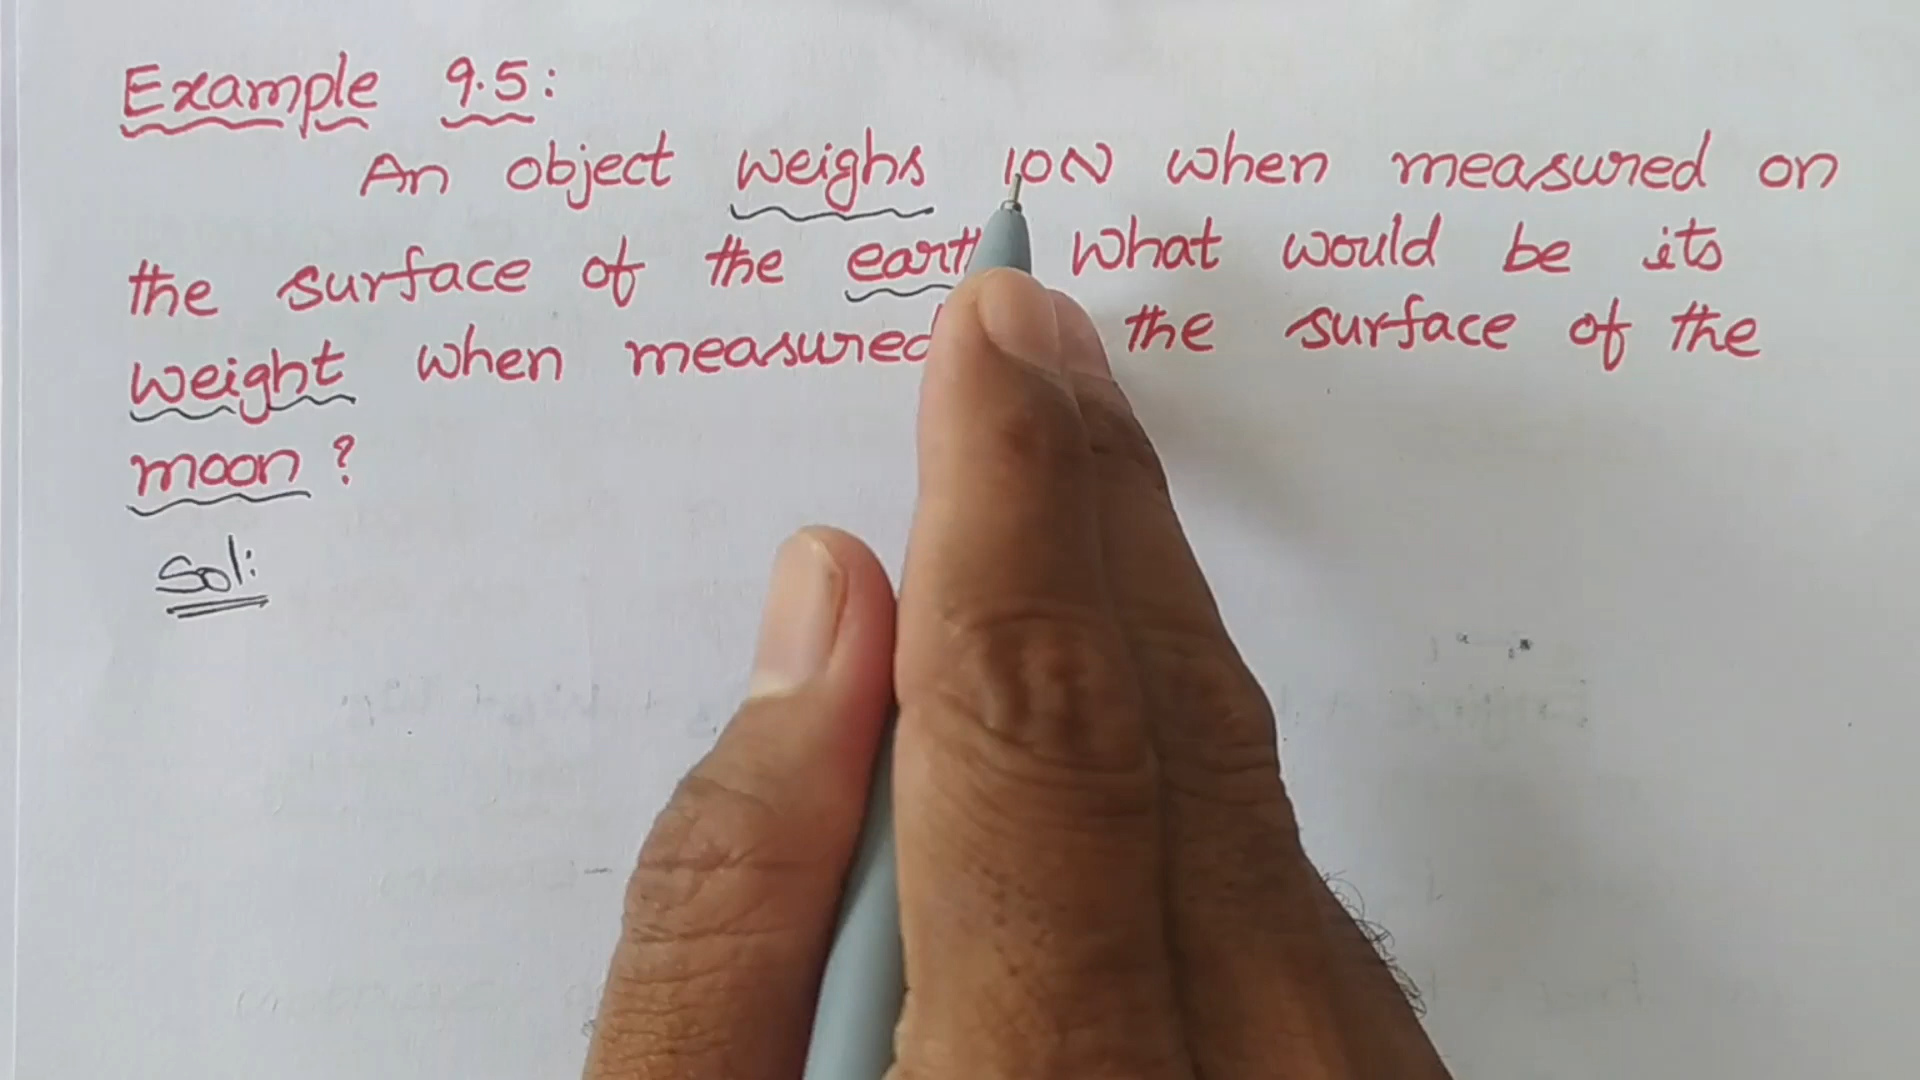 Example 9.5:
An object weighs 10N when measured on
the surface of the earth what would be its
weight when measured the surface of the
moon ?
Sol: